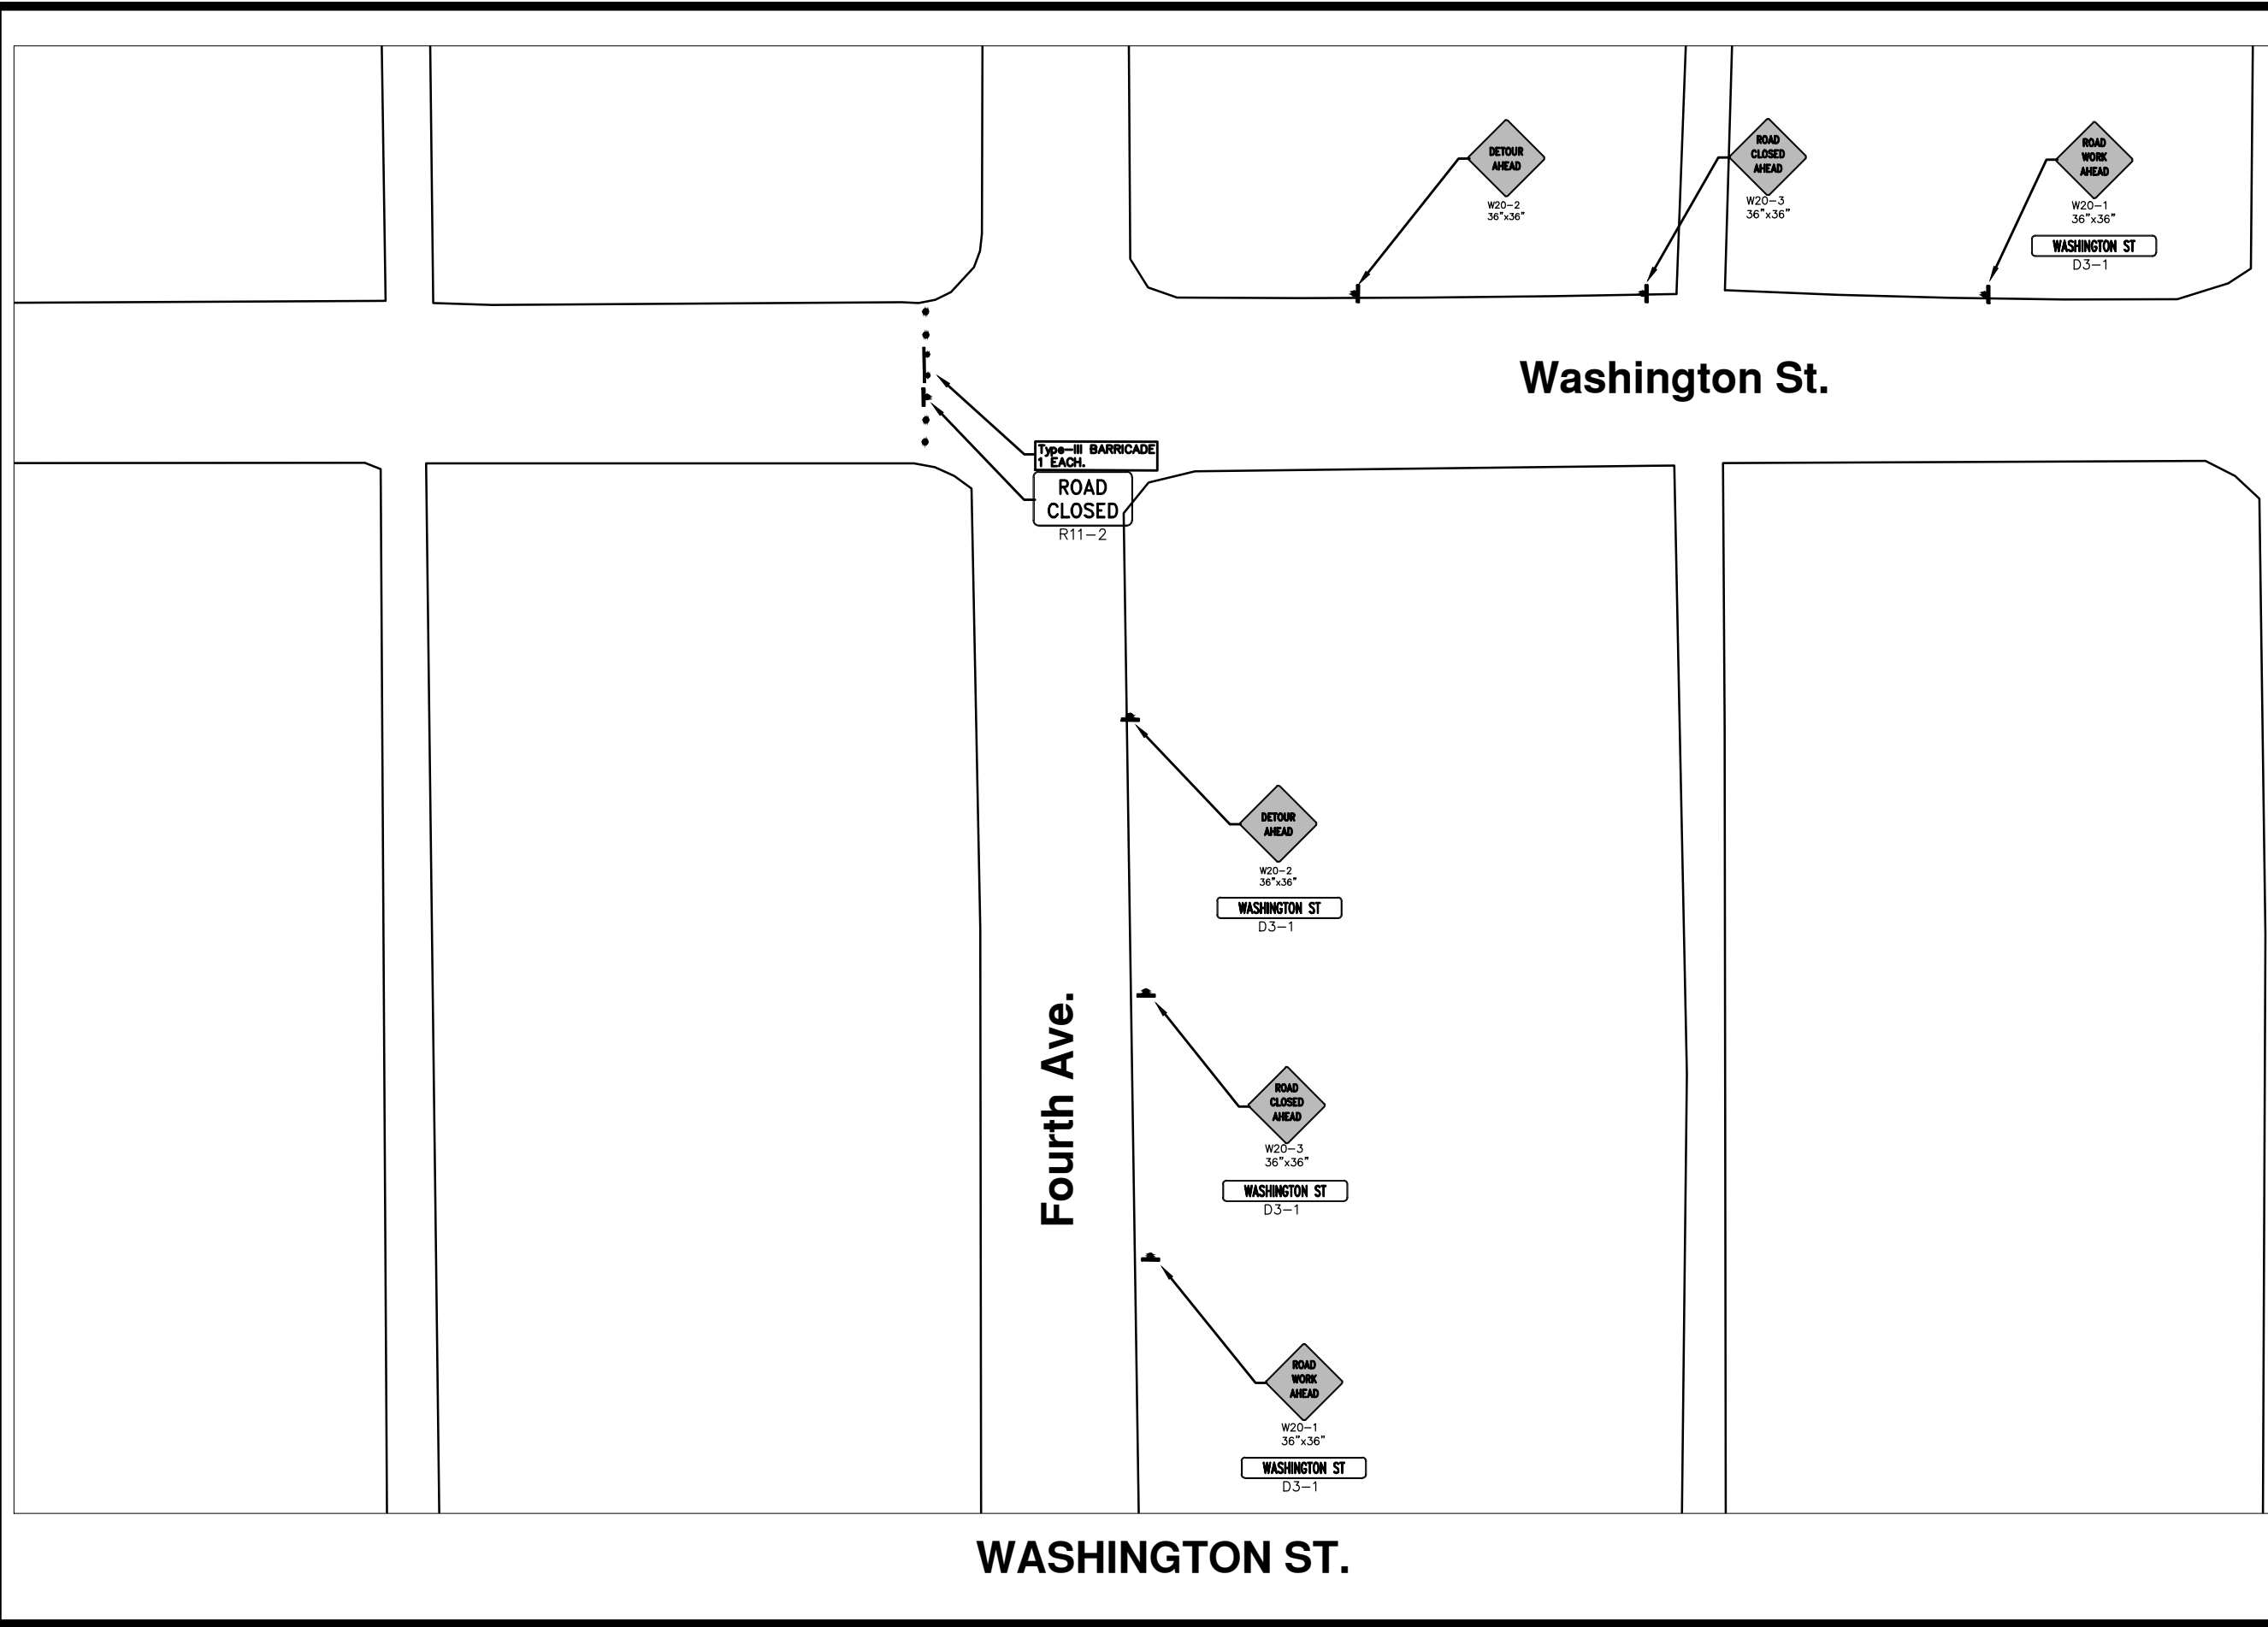 DETOUR
AHEAD
W20-2
36"x36"
ROAD
CLOSED
AHEAD
W20-3
36"x36"
ROAD
WORK
AHEAD
W20-1
36"x36"
WASHINGTON ST
D3-1
Washington St.
Type-III BARRICADE
1 EACH.
ROAD
CLOSED
R11-2
DETOUR
AHEAD
W20-2
36"x36"
WASHINGTON ST
D3-1
Fourth Ave.
ROAD
CLOSED
AHEAD
W20-3
36"x36"
WASHINGTON ST
D3-1
ROAD
WORK
AHEAD
W20-1
36"x36"
WASHINGTON ST
D3-1
WASHINGTON ST.